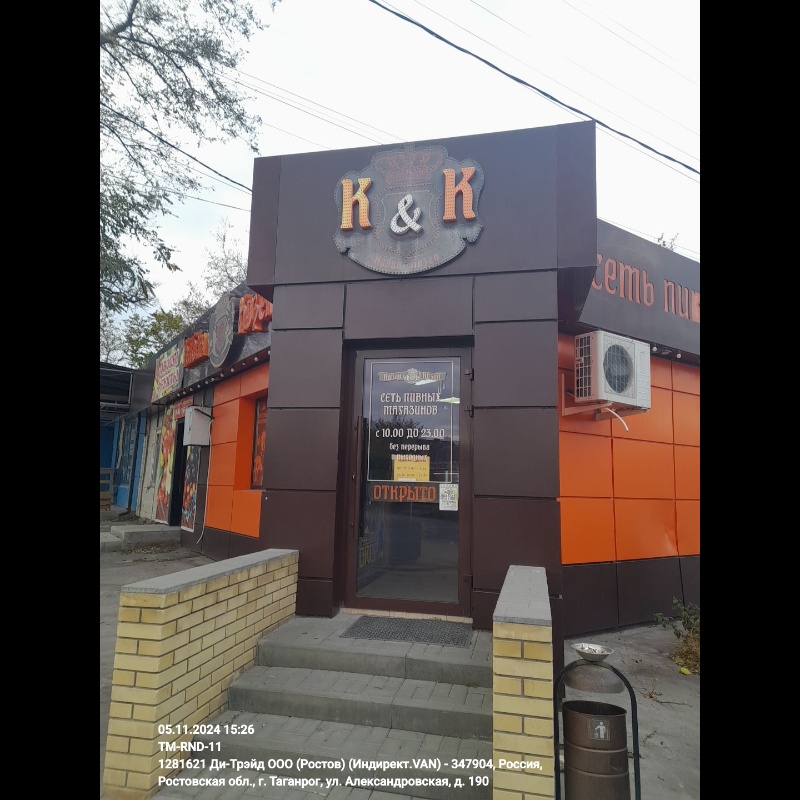 K & K
сеть пив
СЕТЬ ПИВНЫХ
МАГАЗИНОВ
с 10.00 ДО 23.00
без перерыва
и выходных
ОТКРЫТО
05.11.2024 15:26
TM-RND-11
1281621 Ди-Трэйд ООО (Ростов) (Индирект.VAN) - 347904, Россия,
Ростовская обл., г. Таганрог, ул. Александровская, д. 190